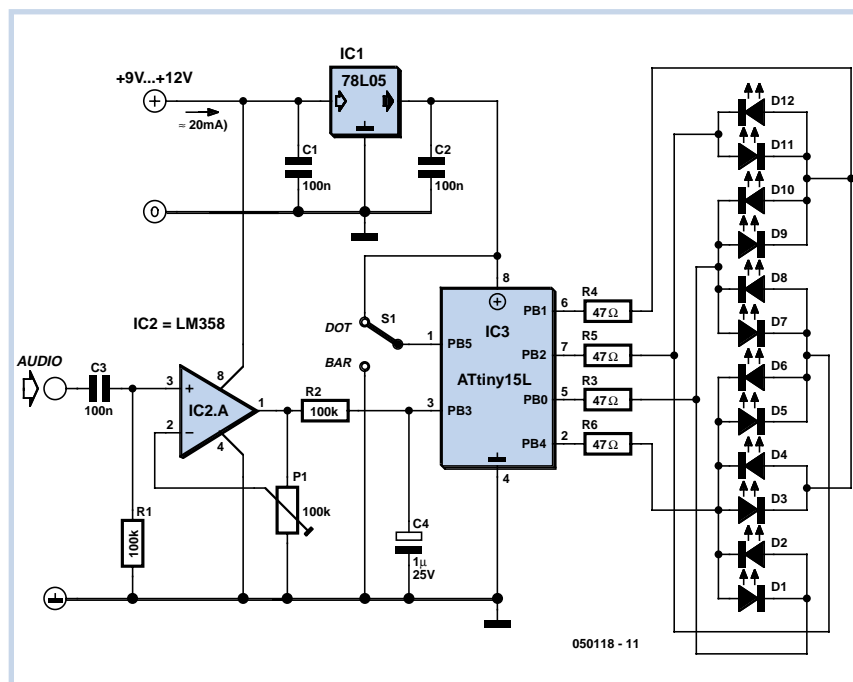 IC1
78L05
+9V...+12V
≈ 20mA)
C1
100n
C2
100n
0
IC2 = LM358
DOT
S1
BAR
AUDIO
C3
100n
3
+
8
IC2.A
2
–
4
1
R2
100k
P1
100k
R1
100k
C4
1µ
25V
8
1
PB5
IC3
ATtiny15L
3
PB3
4
PB1
6
R4
47Ω
PB2
7
R5
47Ω
PB0
5
R3
47Ω
PB4
2
R6
47Ω
D12
D11
D10
D9
D8
D7
D6
D5
D4
D3
D2
D1
050118 - 11